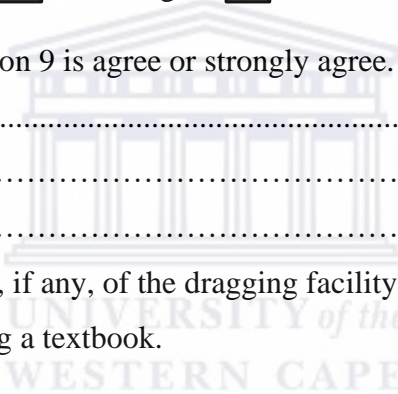 on 9 is agree or strongly agree.
................................................
................................................
................................................
, if any, of the dragging facility
UNIVERSITY of the
g a textbook.
WESTERN CAPE